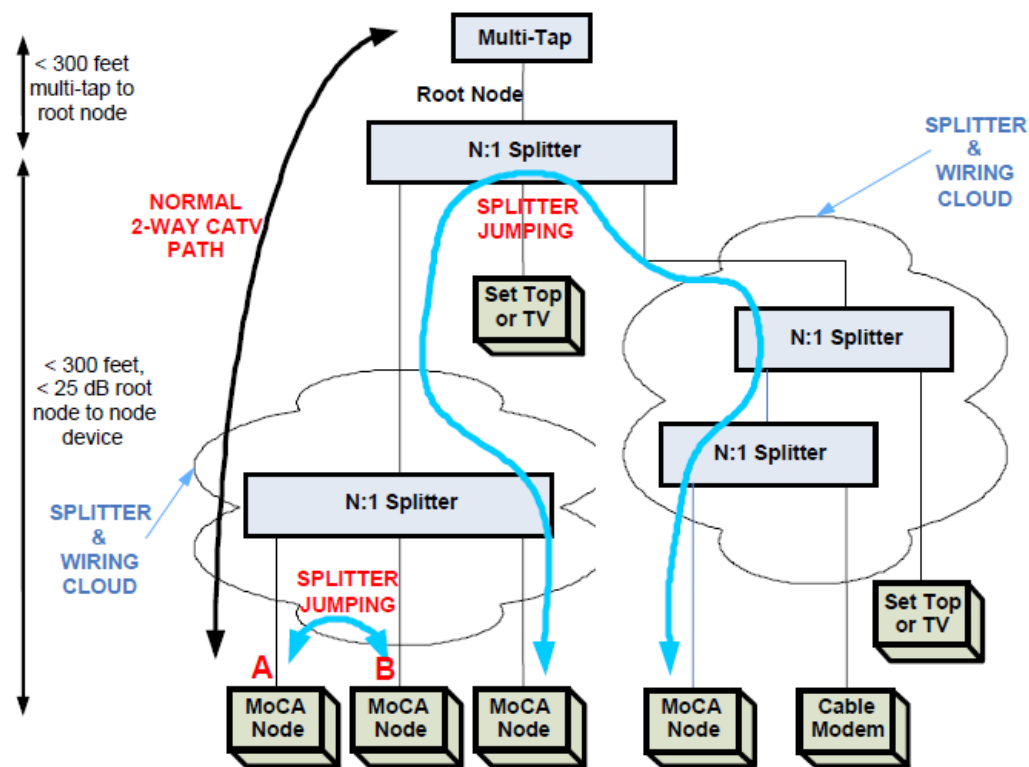 Multi-Tap
< 300 feet
multi-tap to
root node
Root Node
N:1 Splitter
SPLITTER
&
WIRING
CLOUD
NORMAL
2-WAY CATV
PATH
SPLITTER
JUMPING
Set Top
or TV
N:1 Splitter
< 300 feet,
< 25 dB root
node to node
device
N:1 Splitter
N:1 Splitter
SPLITTER
&
WIRING
CLOUD
SPLITTER
JUMPING
Set Top
or TV
A
B
MoCA
Node
MoCA
Node
MoCA
Node
MoCA
Node
Cable
Modem